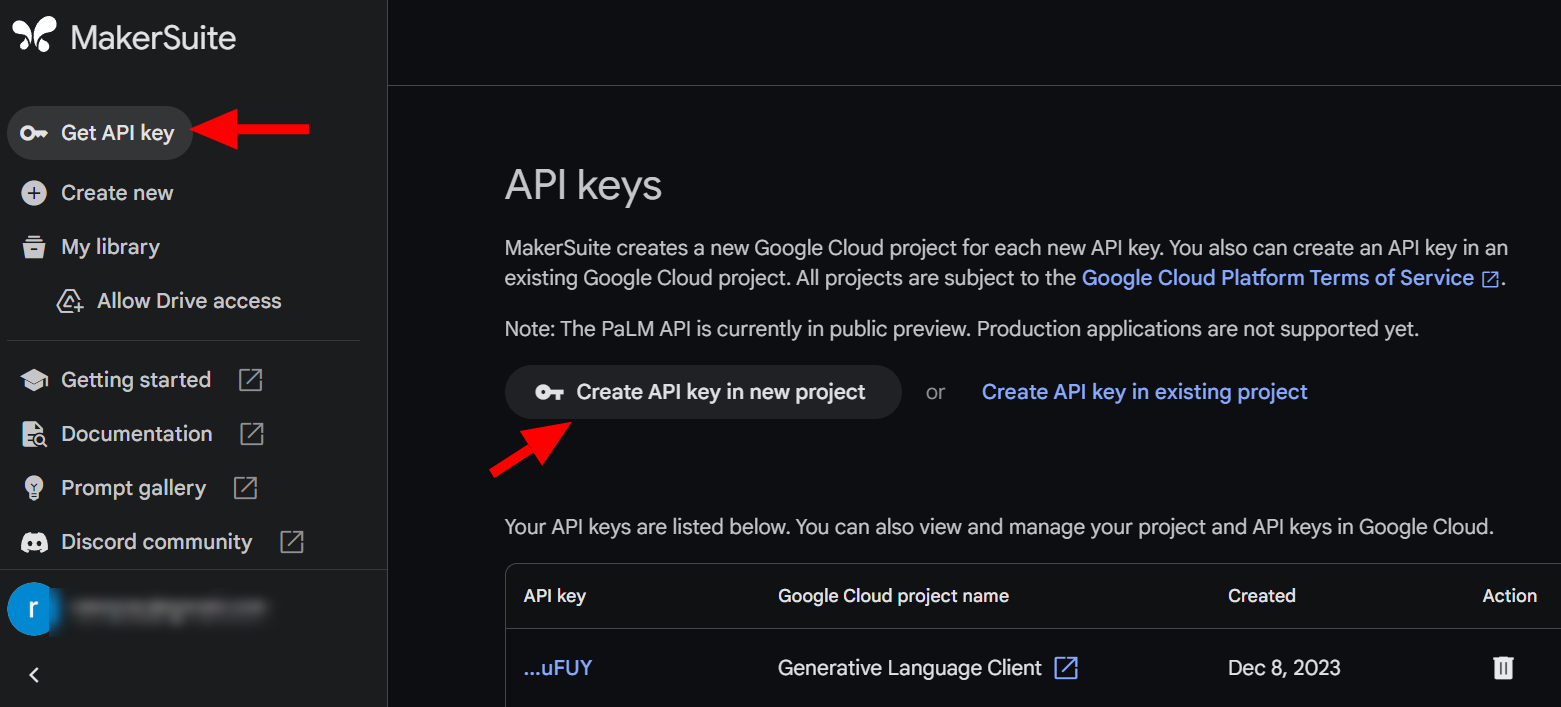 MakerSuite
Get API key
Create new
My library
Allow Drive access
Getting started
Documentation
Prompt gallery
Discord community
r
API keys
MakerSuite creates a new Google Cloud project for each new API key. You also can create an API key in an
existing Google Cloud project. All projects are subject to the Google Cloud Platform Terms of Service.
Note: The PaLM API is currently in public preview. Production applications are not supported yet.
Create API key in new project or Create API key in existing project
Your API keys are listed below. You can also view and manage your project and API keys in Google Cloud.
API key Google Cloud project name Created Action
...uFUY Generative Language Client Dec 8, 2023